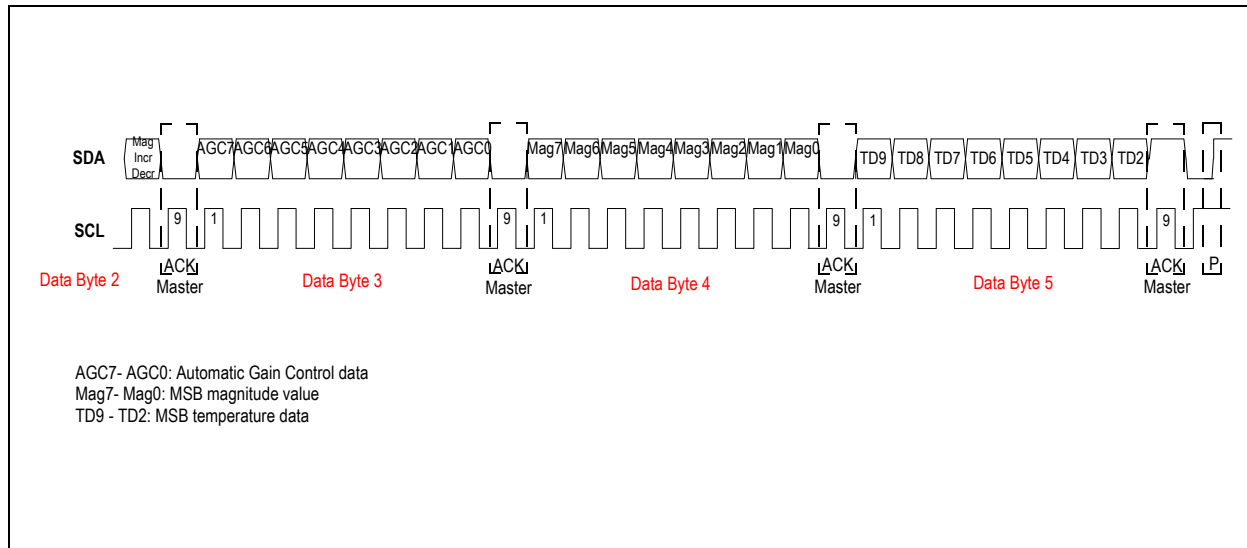 SDA
Mag
Incr
Decr
AGC7 AGC6 AGC5 AGC4 AGC3 AGC2 AGC1 AGC0
Mag7 Mag6 Mag5 Mag4 Mag3 Mag2 Mag1 Mag0
TD9 TD8 TD7 TD6 TD5 TD4 TD3 TD2
SCL
9 1 9 1 9 1 9
Data Byte 2
ACK
Master
Data Byte 3
ACK
Master
Data Byte 4
ACK
Master
Data Byte 5
ACK
Master
P
AGC7- AGC0: Automatic Gain Control data
Mag7- Mag0: MSB magnitude value
TD9 - TD2: MSB temperature data